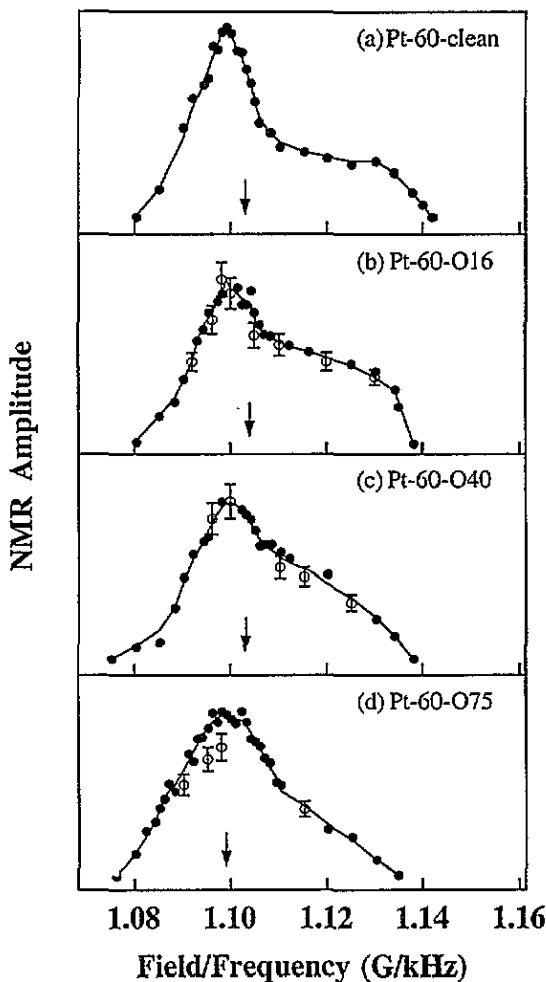 (a) Pt-60-clean
(b) Pt-60-O16
(c) Pt-60-O40
(d) Pt-60-O75
NMR Amplitude
1.08 1.10 1.12 1.14 1.16
Field/Frequency (G/kHz)